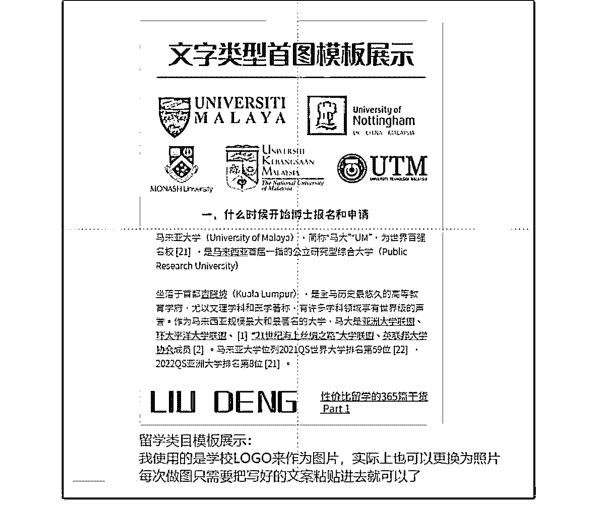 文字类型首图模板展示
UNIVERSITI
MALAYA
University of
Nottingham
UK CHINA MALAYSIA
MONASH University
UNIVERSITI
KEBANGSAAN
MALAYSIA
The National University
of Malaysia
UTM
UNIVERSITI TEKNOLOGI MALAYSIA
一、什么时候开始博士报名和申请
马来亚大学（University of Malaya），简称“马大”“UM”，为世界百强
名校 [21] ，是马来西亚首屈一指的公立研究型综合大学（Public
Research University）
坐落于首都吉隆坡（Kuala Lumpur），是全马历史最悠久的高等教
育学府，尤以文理学科和医学著称，有许多学科领域享有世界级的声
誉。作为马来西亚规模最大和最著名的大学，马大是亚洲大学联盟、
环太平洋大学联盟、 [1] “21世纪海上丝绸之路”大学联盟、英联邦大学
协会成员 [2] 。马来亚大学位列2021QS世界大学排名第59位 [22] ，
2022QS亚洲大学排名第8位 [21] 。
LIU DENG
性价比留学的365篇干货
Part 1
留学类目模板展示：
我使用的是学校LOGO来作为图片，实际上也可以更换为照片
每次做图只需要把写好的文案粘贴进去就可以了